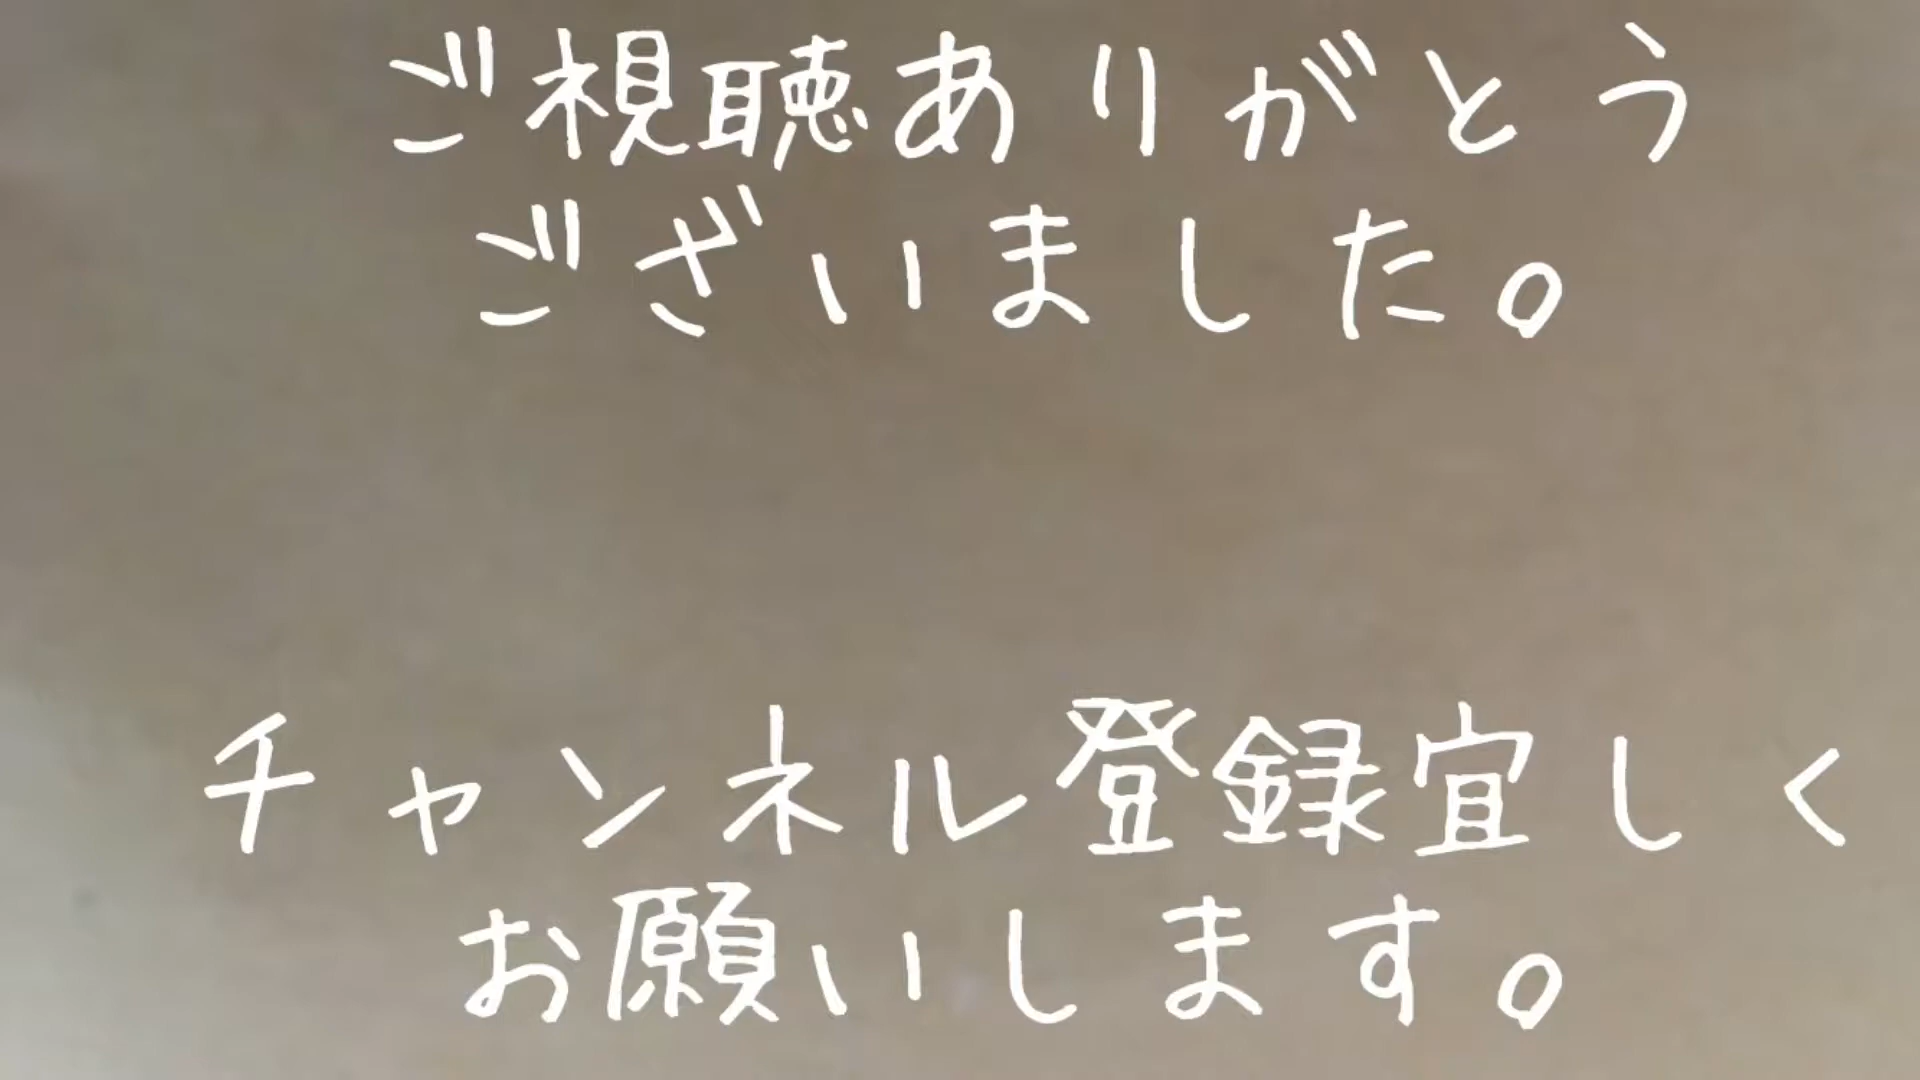 ご視聴ありがとう
ございました。
チャンネル登録宜しく
お願いします。